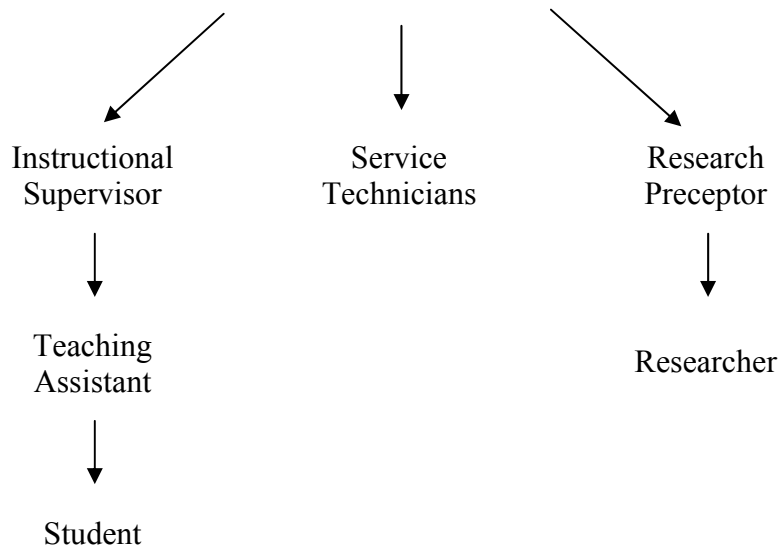 Instructional
Supervisor
Service
Technicians
Research
Preceptor
Teaching
Assistant
Researcher
Student